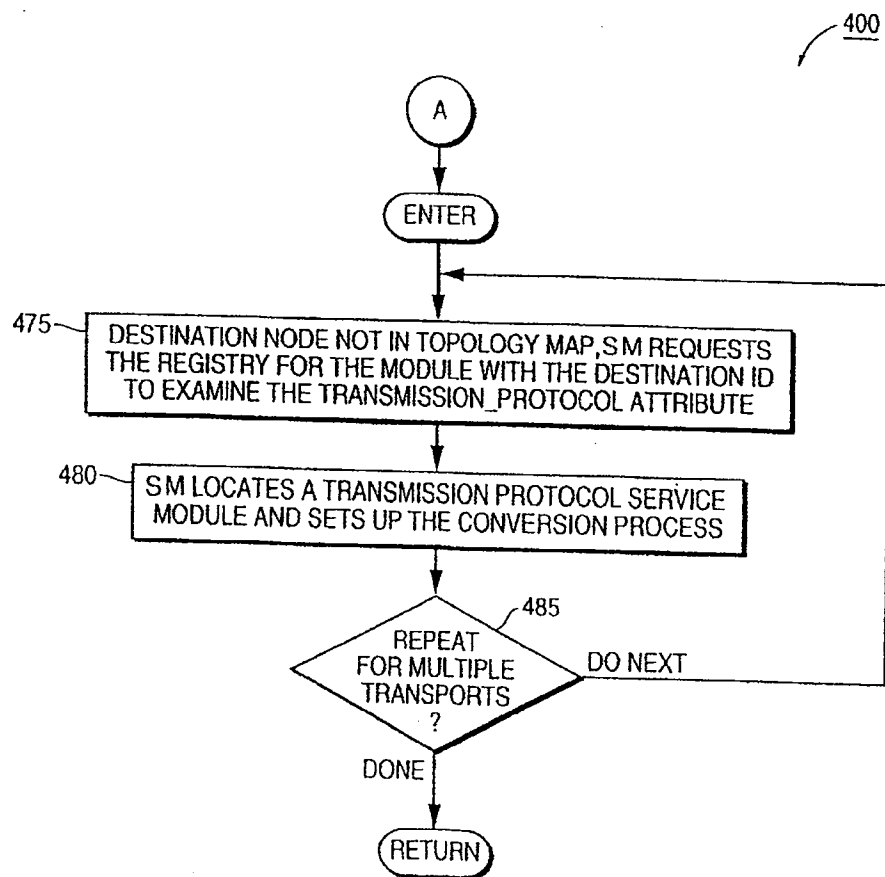 400
A
ENTER
475
DESTINATION NODE NOT IN TOPOLOGY MAP, SM REQUESTS
THE REGISTRY FOR THE MODULE WITH THE DESTINATION ID
TO EXAMINE THE TRANSMISSION_PROTOCOL ATTRIBUTE
480
SM LOCATES A TRANSMISSION PROTOCOL SERVICE
MODULE AND SETS UP THE CONVERSION PROCESS
485
REPEAT
FOR MULTIPLE
TRANSPORTS
?
DO NEXT
DONE
RETURN